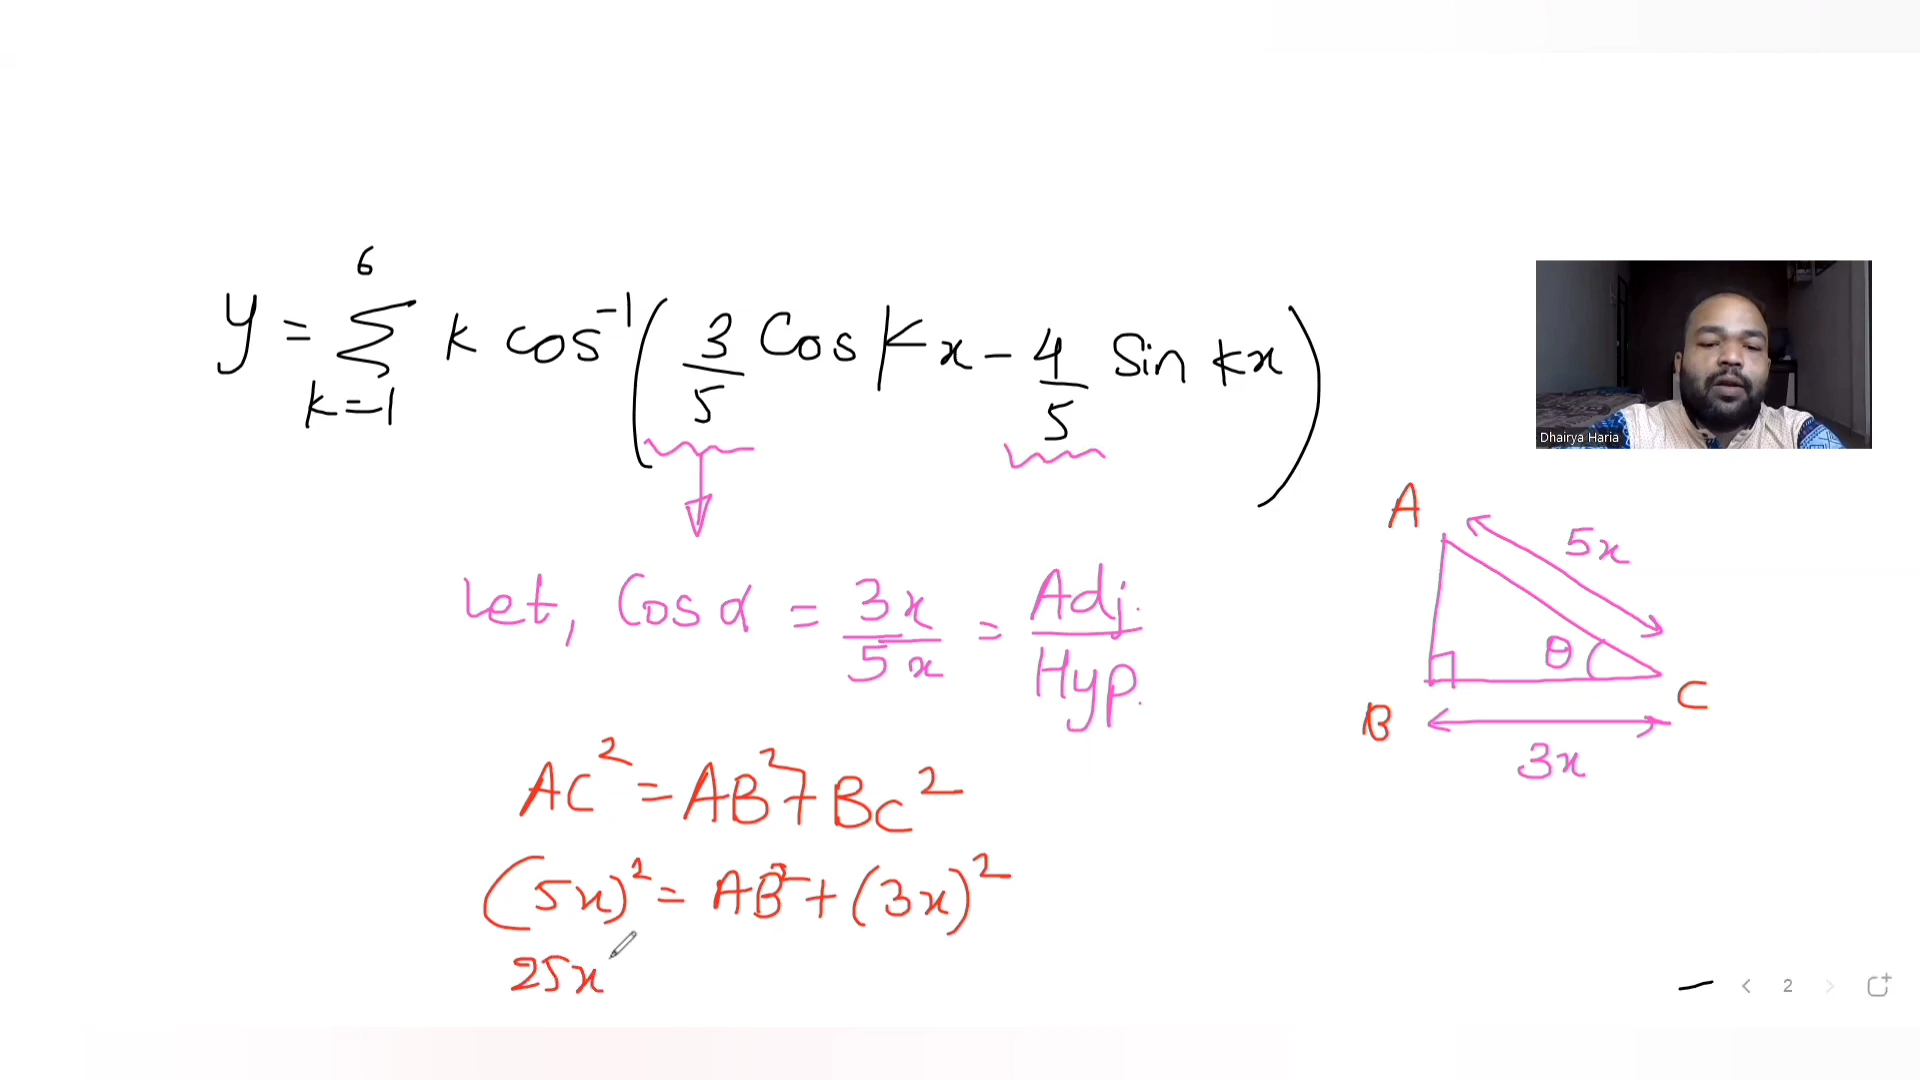 y = 6∑k=1 k cos⁻¹( 3/5 Cos kx - 4/5 Sin kx )
Dhairya Haria
Let, Cos α = 3x/5x = Adj./Hyp.
A
5x
θ
B
C
3x
AC² = AB² + BC²
(5x)² = AB² + (3x)²
25x
2